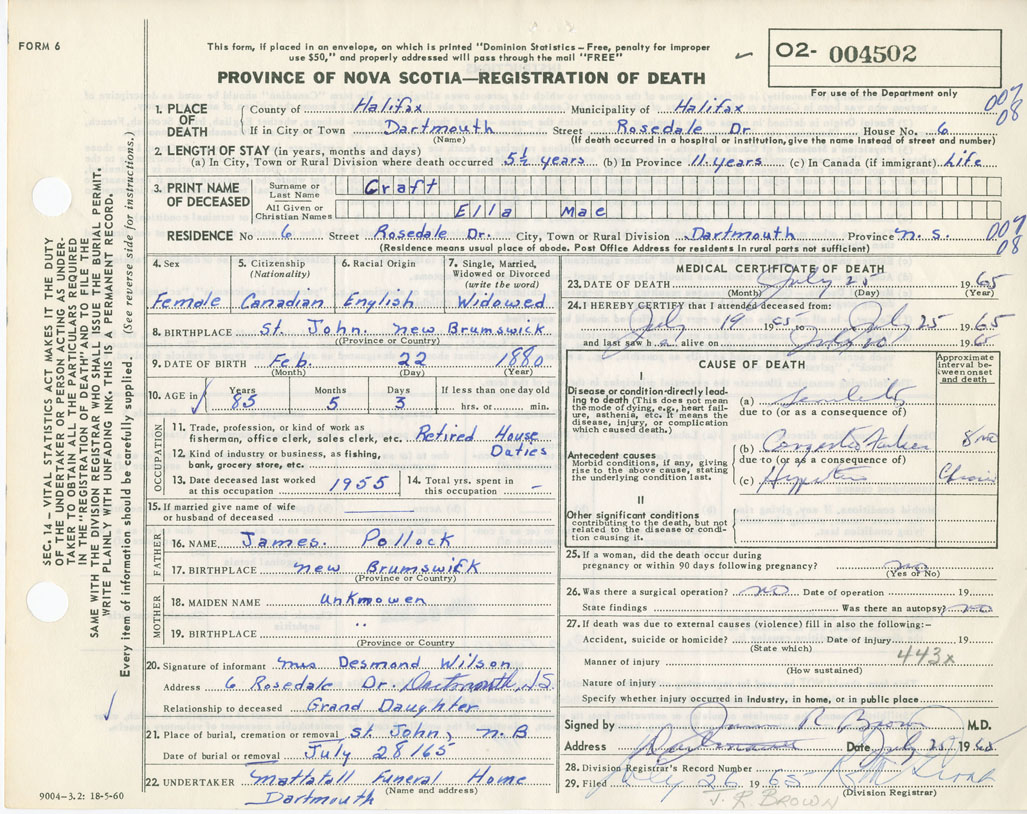 FORM 6
This form, if placed in an envelope, on which is printed "Dominion Statistics – Free, penalty for improper
use $50," and properly addressed will pass through the mail "FREE"
PROVINCE OF NOVA SCOTIA—REGISTRATION OF DEATH
O2- 004502
For use of the Department only
007
08
1. PLACE OF DEATH
County of Halifax Municipality of Halifax
If in City or Town Dartmouth Street Rosedale Dr House No. 6
(Name) (If death occurred in a hospital or institution, give the name instead of street and number)
2. LENGTH OF STAY (in years, months and days)
(a) In City, Town or Rural Division where death occurred 5½ years (b) In Province 11 years (c) In Canada (if immigrant) Life
3. PRINT NAME OF DECEASED
Surname or Last Name Craft
All Given or Christian Names Ella Mae
RESIDENCE No 6 Street Rosedale Dr. City, Town or Rural Division Dartmouth Province N. S.
007
08
(Residence means usual place of abode. Post Office Address for residents in rural parts not sufficient)
4. Sex 5. Citizenship (Nationality) 6. Racial Origin 7. Single, Married, Widowed or Divorced (write the word)
Female Canadian English Widowed
8. BIRTHPLACE St. John. New Brumswick
(Province or Country)
9. DATE OF BIRTH Feb. 22 1880
(Month) (Day) (Year)
10. AGE Years Months Days If less than one day old
85 5 3 hrs. or min.
OCCUPATION
11. Trade, profession, or kind of work as fisherman, office clerk, sales clerk, etc. Retired House
12. Kind of industry or business, as fishing, bank, grocery store, etc. Daties
13. Date deceased last worked at this occupation 1955 14. Total yrs. spent in this occupation –
15. If married give name of wife or husband of deceased
FATHER
16. NAME James. Pollock
17. BIRTHPLACE New Brumswick
(Province or Country)
MOTHER
18. MAIDEN NAME Unkmowen
19. BIRTHPLACE ''
(Province or Country)
20. Signature of informant Mrs Desmond Wilson
Address 6 Rosedale Dr. Dartmouth, N.S.
Relationship to deceased Grand Daughter
21. Place of burial, cremation or removal St John, N. B
Date of burial or removal July 28/65
22. UNDERTAKER Mattatall Funeral Home
(Name and address)
Dartmouth
9004–3.2: 18-5-60
MEDICAL CERTIFICATE OF DEATH
23. DATE OF DEATH July 25 1965
(Month) (Day) (Year)
24. I HEREBY CERTIFY that I attended deceased from:
July 19 1965 to July 25 1965
and last saw h alive on 1965
CAUSE OF DEATH
Approximate interval between onset and death
I
Disease or condition directly leading to death (This does not mean the mode of dying, e.g., heart failure, asthenia, etc. It means the disease, injury, or complication which caused death.)
(a) Senility
due to (or as a consequence of)
Antecedent causes
Morbid conditions, if any, giving rise to the above cause, stating the underlying condition last.
(b) Congestive Failure 8 mo
due to (or as a consequence of)
(c)
II
Other significant conditions
contributing to the death, but not related to the disease or condition causing it.
25. If a woman, did the death occur during pregnancy or within 90 days following pregnancy? no
(Yes or No)
26. Was there a surgical operation? no Date of operation 19
State findings Was there an autopsy? no
27. If death was due to external causes (violence) fill in also the following:–
Accident, suicide or homicide? Date of injury 19
(State which)
443x
Manner of injury
(How sustained)
Nature of injury
Specify whether injury occurred in Industry, in home, or in public place
Signed by R Brown M.D.
Address Dartmouth Date July 25 1965
28. Division Registrar's Record Number
29. Filed July 26 1965
(Division Registrar)
J. R. BROWN
SEC. 14 – VITAL STATISTICS ACT MAKES IT THE DUTY
OF THE UNDERTAKER OR PERSON ACTING AS UNDER-
TAKER TO OBTAIN ALL THE PARTICULARS REQUIRED
IN THE "REGISTRATION OF DEATH" AND TO FILE THE
SAME WITH THE DIVISION REGISTRAR WHO SHALL ISSUE THE BURIAL PERMIT.
WRITE PLAINLY WITH UNFADING INK. THIS IS A PERMANENT RECORD.
Every item of information should be carefully supplied. (See reverse side for instructions.)